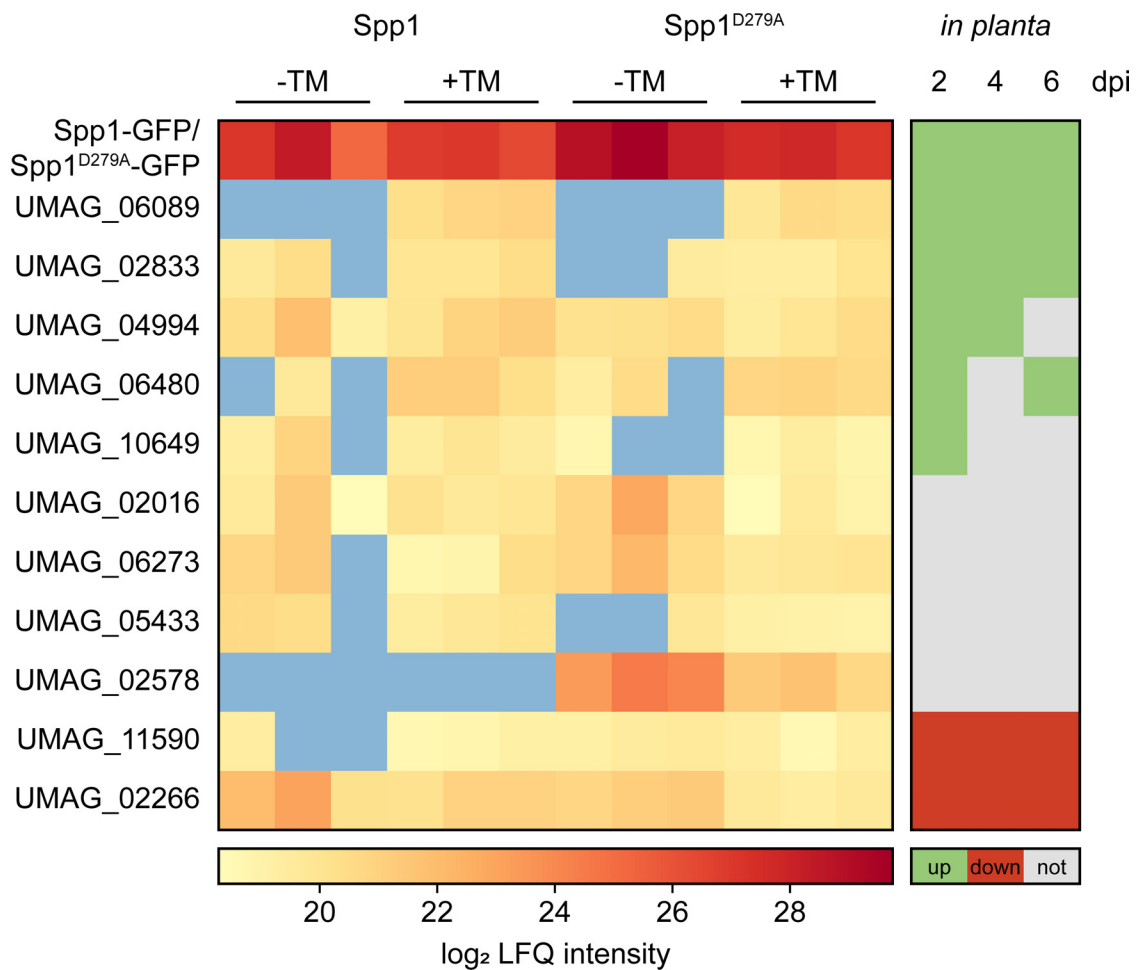 Spp1 Spp1D279A in planta
-TM +TM -TM +TM 2 4 6 dpi
Spp1-GFP/
Spp1D279A-GFP
UMAG_06089
UMAG_02833
UMAG_04994
UMAG_06480
UMAG_10649
UMAG_02016
UMAG_06273
UMAG_05433
UMAG_02578
UMAG_11590
UMAG_02266
up down not
20 22 24 26 28
log₂ LFQ intensity